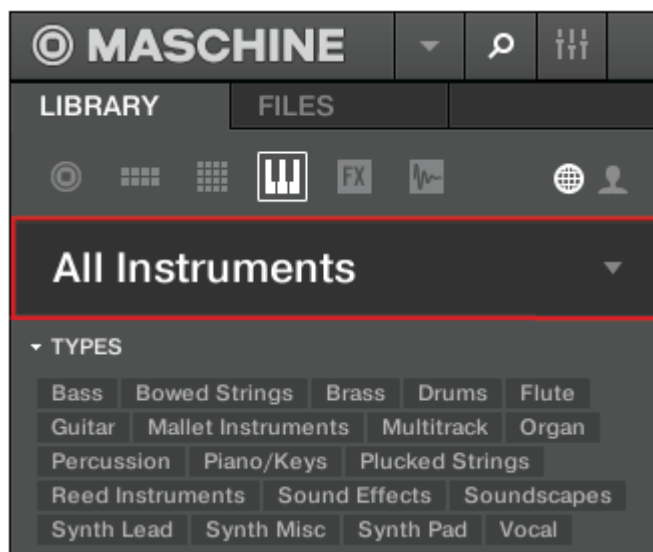 MASCHINE
LIBRARY FILES
FX
All Instruments
TYPES
Bass Bowed Strings Brass Drums Flute
Guitar Mallet Instruments Multitrack Organ
Percussion Piano/Keys Plucked Strings
Reed Instruments Sound Effects Soundscapes
Synth Lead Synth Misc Synth Pad Vocal